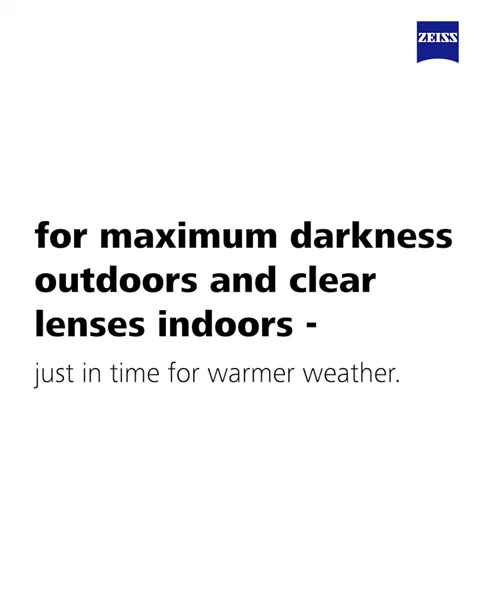 ZEISS
for maximum darkness
outdoors and clear
lenses indoors -
just in time for warmer weather.